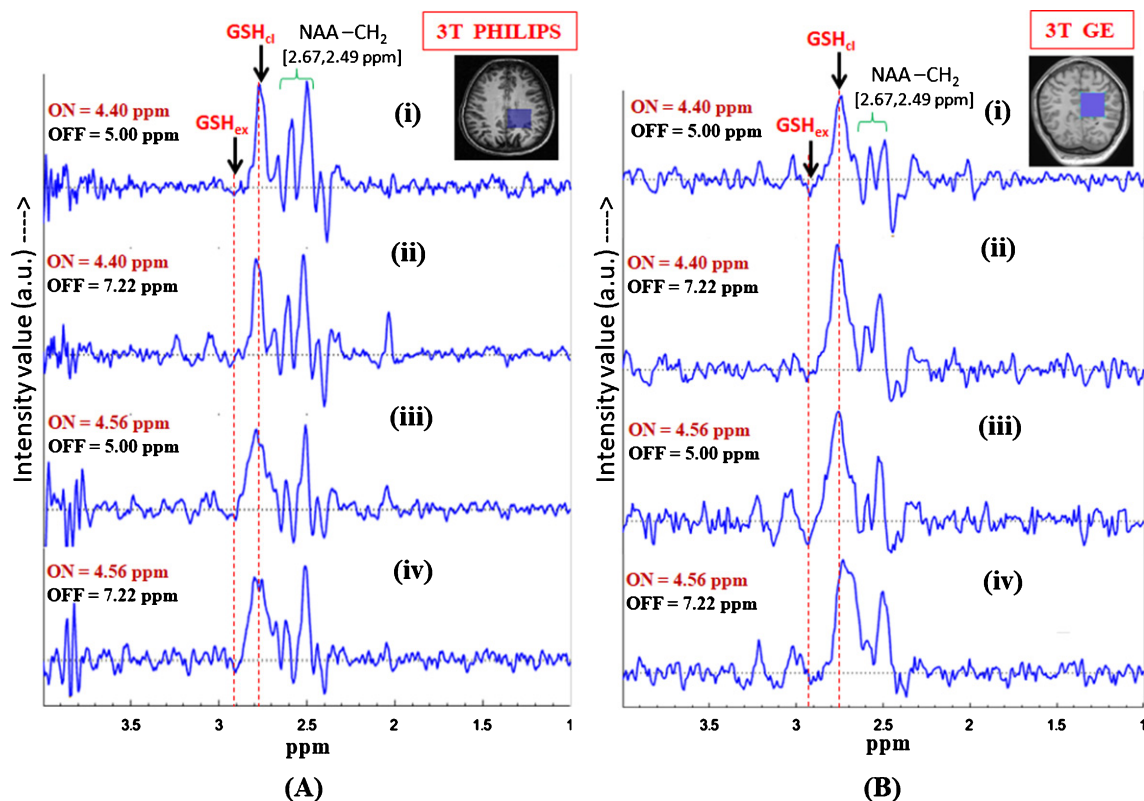 3T PHILIPS
GSHcl
NAA –CH2
[2.67,2.49 ppm]
GSHex
(i)
ON = 4.40 ppm
OFF = 5.00 ppm
(ii)
ON = 4.40 ppm
OFF = 7.22 ppm
(iii)
ON = 4.56 ppm
OFF = 5.00 ppm
(iv)
ON = 4.56 ppm
OFF = 7.22 ppm
Intensity value (a.u.) ---->
3.5 3 2.5 2 1.5 1
ppm
(A)
3T GE
GSHcl
NAA –CH2
[2.67,2.49 ppm]
GSHex
(i)
ON = 4.40 ppm
OFF = 5.00 ppm
(ii)
ON = 4.40 ppm
OFF = 7.22 ppm
(iii)
ON = 4.56 ppm
OFF = 5.00 ppm
(iv)
ON = 4.56 ppm
OFF = 7.22 ppm
Intensity value (a.u.) ---->
3.5 3 2.5 2 1.5 1
ppm
(B)